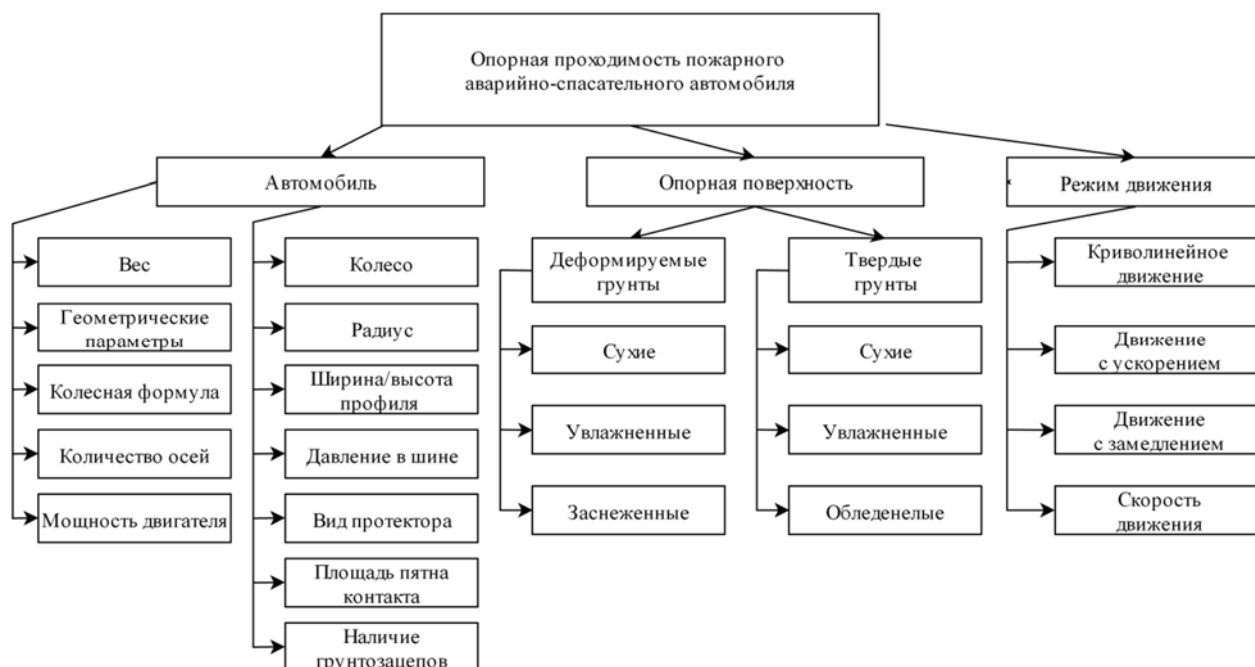 Опорная проходимость пожарного
аварийно-спасательного автомобиля
Автомобиль
Опорная поверхность
Режим движения
Вес
Геометрические
параметры
Колесная формула
Количество осей
Мощность двигателя
Колесо
Радиус
Ширина/высота
профиля
Давление в шине
Вид протектора
Площадь пятна
контакта
Наличие
грунтозацепов
Деформируемые
грунты
Сухие
Увлажненные
Заснеженные
Твердые
грунты
Сухие
Увлажненные
Обледенелые
Криволинейное
движение
Движение
с ускорением
Движение
с замедлением
Скорость
движения